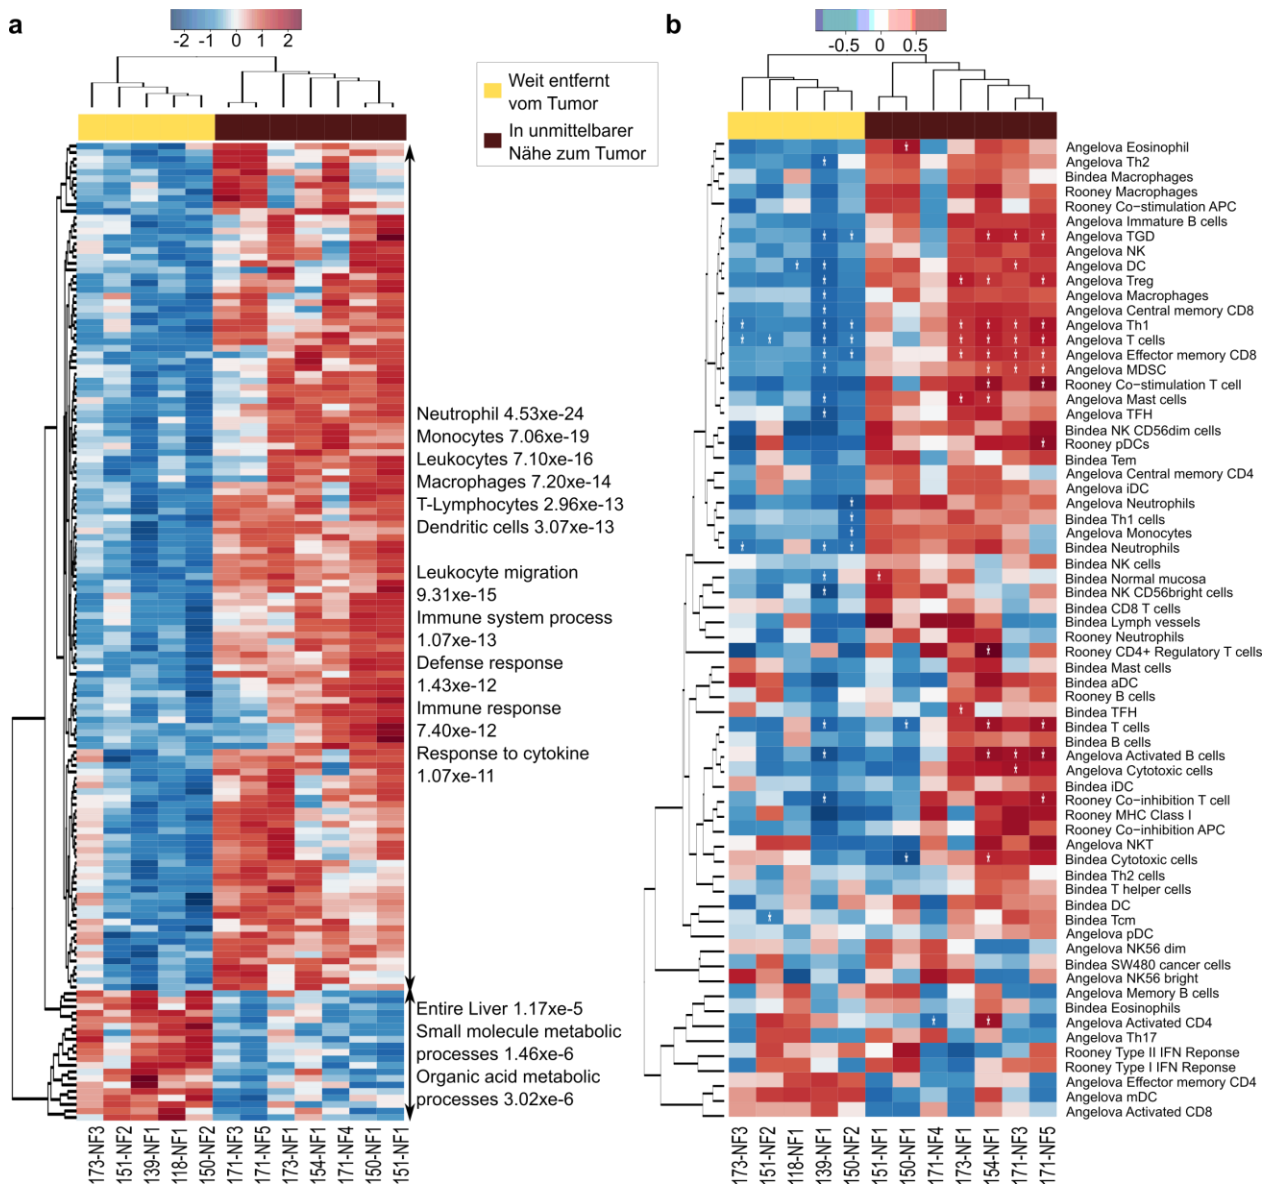 a
-2 -1 0 1 2
Weit entfernt
vom Tumor
In unmittelbarer
Nähe zum Tumor
Neutrophil 4.53xe-24
Monocytes 7.06xe-19
Leukocytes 7.10xe-16
Macrophages 7.20xe-14
T-Lymphocytes 2.96xe-13
Dendritic cells 3.07xe-13
Leukocyte migration
9.31xe-15
Immune system process
1.07xe-13
Defense response
1.43xe-12
Immune response
7.40xe-12
Response to cytokine
1.07xe-11
Entire Liver 1.17xe-5
Small molecule metabolic
processes 1.46xe-6
Organic acid metabolic
processes 3.02xe-6
173-NF3
151-NF2
139-NF1
118-NF1
150-NF2
171-NF3
171-NF5
173-NF1
154-NF1
171-NF4
150-NF1
151-NF1
b
-0.5 0 0.5
Angelova Eosinophil
Angelova Th2
Bindea Macrophages
Rooney Macrophages
Rooney Co-stimulation APC
Angelova Immature B cells
Angelova TGD
Angelova NK
Angelova DC
Angelova Treg
Angelova Macrophages
Angelova Central memory CD8
Angelova Th1
Angelova T cells
Angelova Effector memory CD8
Angelova MDSC
Rooney Co-stimulation T cell
Angelova Mast cells
Angelova TFH
Bindea NK CD56dim cells
Rooney pDCs
Bindea Tem
Angelova Central memory CD4
Angelova iDC
Angelova Neutrophils
Bindea Th1 cells
Angelova Monocytes
Bindea Neutrophils
Bindea NK cells
Bindea Normal mucosa
Bindea NK CD56bright cells
Bindea CD8 T cells
Bindea Lymph vessels
Rooney Neutrophils
Rooney CD4+ Regulatory T cells
Bindea Mast cells
Bindea aDC
Rooney B cells
Bindea TFH
Bindea T cells
Bindea B cells
Angelova Activated B cells
Angelova Cytotoxic cells
Bindea iDC
Rooney Co-inhibition T cell
Rooney MHC Class I
Rooney Co-inhibition APC
Angelova NKT
Bindea Cytotoxic cells
Bindea Th2 cells
Bindea T helper cells
Bindea DC
Bindea Tcm
Angelova pDC
Angelova NK56 dim
Bindea SW480 cancer cells
Angelova NK56 bright
Angelova Memory B cells
Bindea Eosinophils
Angelova Activated CD4
Angelova Th17
Rooney Type II IFN Reponse
Rooney Type I IFN Reponse
Angelova Effector memory CD4
Angelova mDC
Angelova Activated CD8
173-NF3
151-NF2
118-NF1
139-NF1
150-NF2
151-NF1
150-NF1
171-NF4
173-NF1
154-NF1
171-NF3
171-NF5